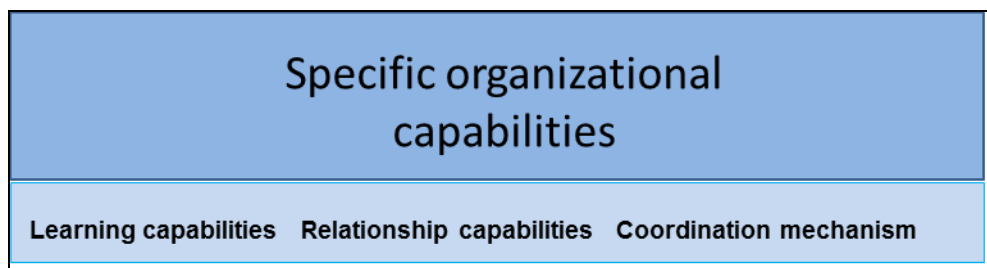 Specific organizational
capabilities
Learning capabilities Relationship capabilities Coordination mechanism